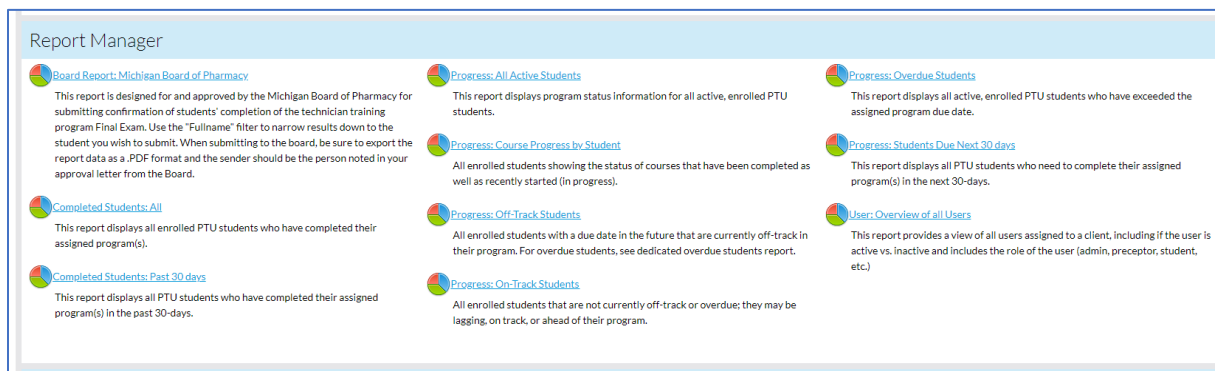 Report Manager
Board Report: Michigan Board of Pharmacy
This report is designed for and approved by the Michigan Board of Pharmacy for
submitting confirmation of students' completion of the technician training
program Final Exam. Use the "Fullname" filter to narrow results down to the
student you wish to submit. When submitting to the board, be sure to export the
report data as a .PDF format and the sender should be the person noted in your
approval letter from the Board.
Completed Students: All
This report displays all enrolled PTU students who have completed their
assigned program(s).
Completed Students: Past 30 days
This report displays all PTU students who have completed their assigned
program(s) in the past 30-days.
Progress: All Active Students
This report displays program status information for all active, enrolled PTU
students.
Progress: Course Progress by Student
All enrolled students showing the status of courses that have been completed as
well as recently started (in progress).
Progress: Off-Track Students
All enrolled students with a due date in the future that are currently off-track in
their program. For overdue students, see dedicated overdue students report.
Progress: On-Track Students
All enrolled students that are not currently off-track or overdue; they may be
lagging, on track, or ahead of their program.
Progress: Overdue Students
This report displays all active, enrolled PTU students who have exceeded the
assigned program due date.
Progress: Students Due Next 30 days
This report displays all PTU students who need to complete their assigned
program(s) in the next 30-days.
User: Overview of all Users
This report provides a view of all users assigned to a client, including if the user is
active vs. inactive and includes the role of the user (admin, preceptor, student,
etc.)